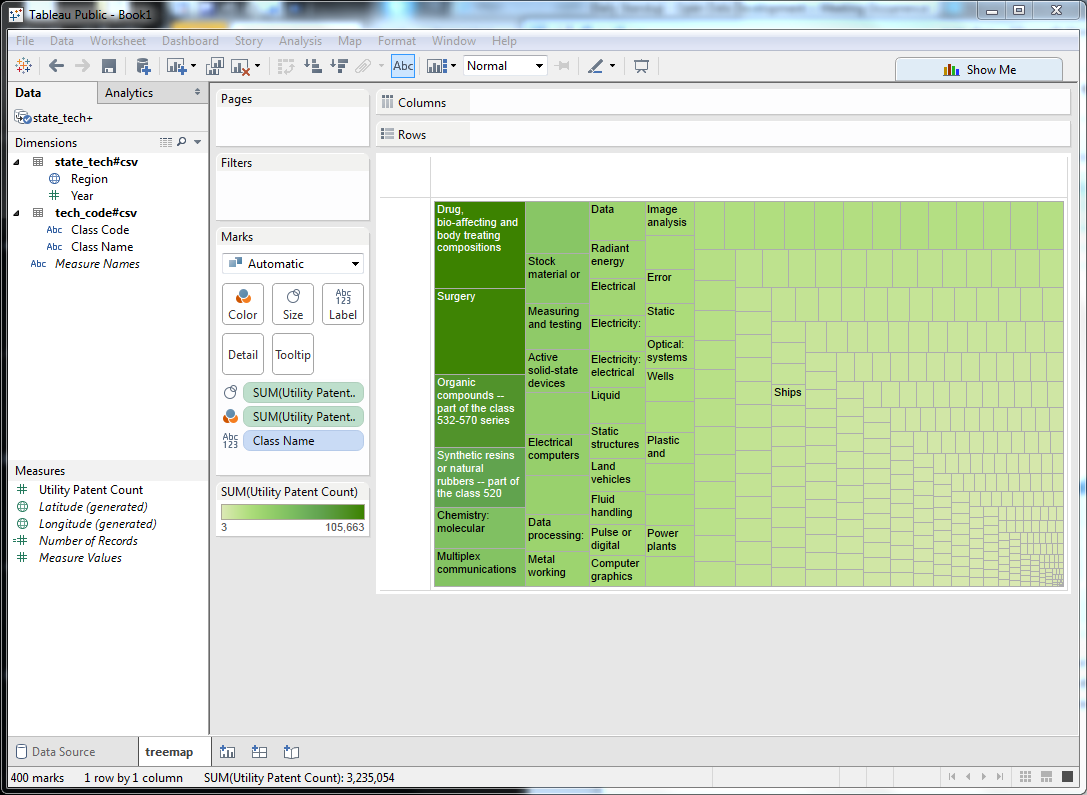 Tableau Public - Book1
File Data Worksheet Dashboard Story Analysis Map Format Window Help
Abc Normal Show Me
Data Analytics
state_tech+
Dimensions
state_tech#csv
Region
Year
tech_code#csv
Abc Class Code
Abc Class Name
Abc Measure Names
Measures
Utility Patent Count
Latitude (generated)
Longitude (generated)
Number of Records
Measure Values
Pages
Filters
Marks
Automatic
Abc
123
Color Size Label
Detail Tooltip
SUM(Utility Patent..
SUM(Utility Patent..
Abc
123
Class Name
SUM(Utility Patent Count)
3 105,663
Columns
Rows
Drug,
bio-affecting and
body treating
compositions
Surgery
Organic
compounds --
part of the class
532-570 series
Synthetic resins
or natural
rubbers -- part of
the class 520
Chemistry:
molecular
Multiplex
communications
Stock
material or
Measuring
and testing
Active
solid-state
devices
Electrical
computers
Data
processing:
Metal
working
Data
Radiant
energy
Electrical
Electricity:
Electricity:
electrical
Liquid
Static
structures
Land
vehicles
Fluid
handling
Pulse or
digital
Computer
graphics
Image
analysis
Error
Static
Optical:
systems
Wells
Plastic
and
Power
plants
Ships
Data Source treemap
400 marks 1 row by 1 column SUM(Utility Patent Count): 3,235,054